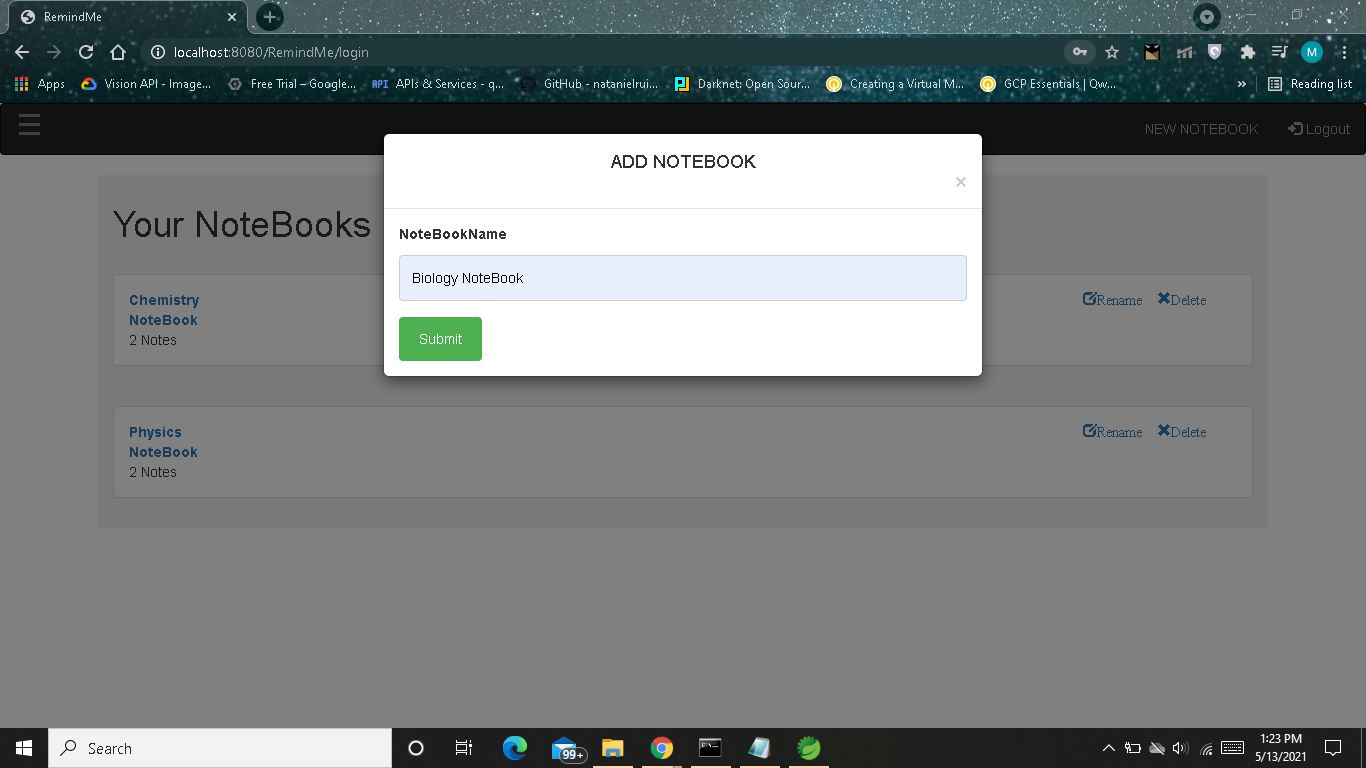 RemindMe
localhost:8080/RemindMe/login
M
Apps
Vision API - Image...
Free Trial – Google...
API APIs & Services - q...
GitHub - natanielrui...
Darknet: Open Sour...
Creating a Virtual M...
GCP Essentials | Qw...
»
Reading list
NEW NOTEBOOK
Logout
ADD NOTEBOOK
×
NoteBookName
Biology NoteBook
Submit
Your NoteBooks
Chemistry
NoteBook
2 Notes
Rename
Delete
Physics
NoteBook
2 Notes
Rename
Delete
Search
99+
1:23 PM
5/13/2021